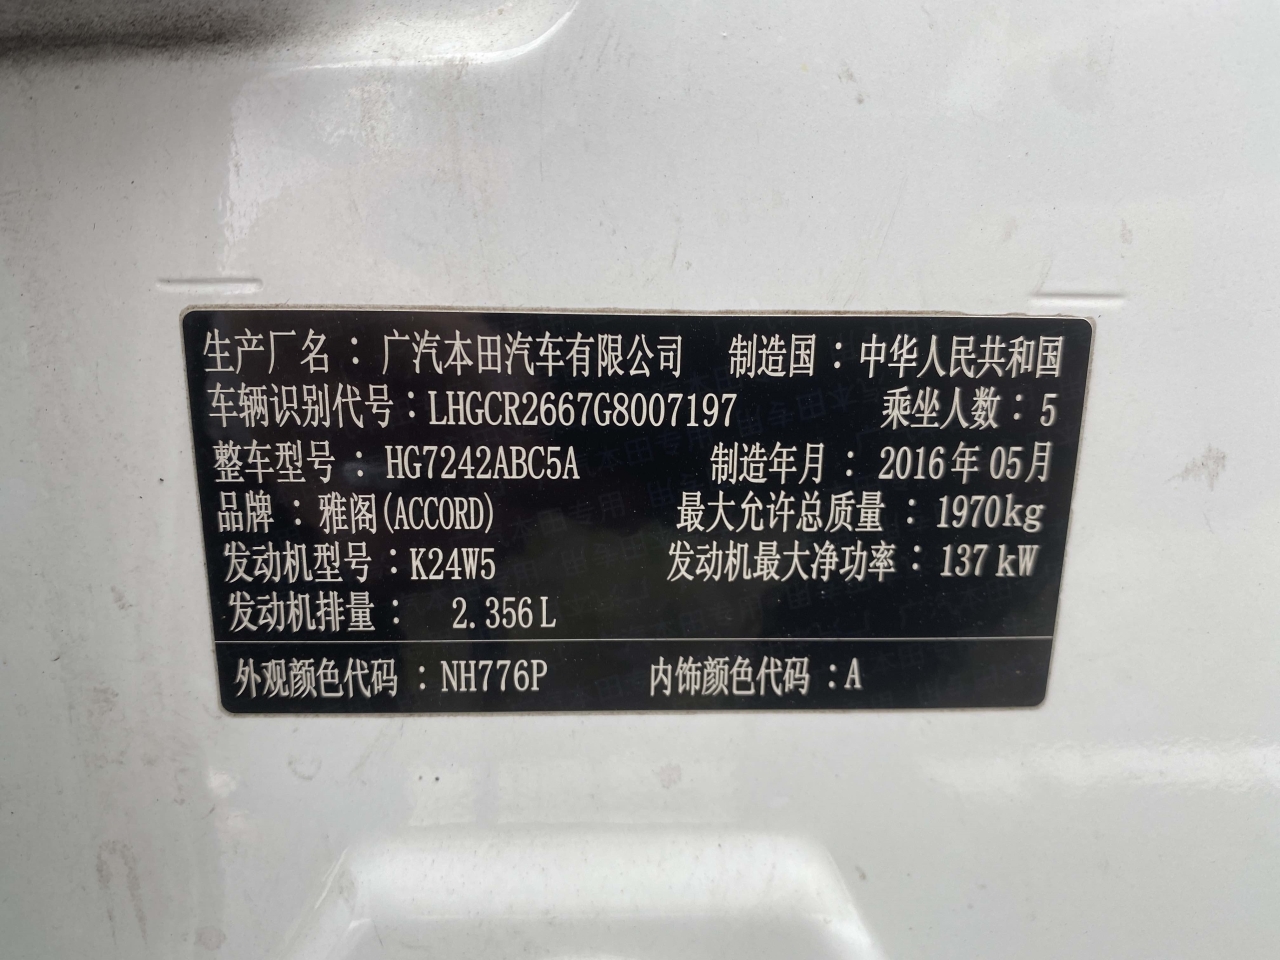 生产厂名：广汽本田汽车有限公司 制造国：中华人民共和国
车辆识别代号：LHGCR2667G8007197 乘坐人数：5
整车型号：HG7242ABC5A 制造年月：2016年05月
品牌：雅阁(ACCORD) 最大允许总质量：1970kg
发动机型号：K24W5 发动机最大净功率：137kW
发动机排量：2.356L
外观颜色代码：NH776P 内饰颜色代码：A